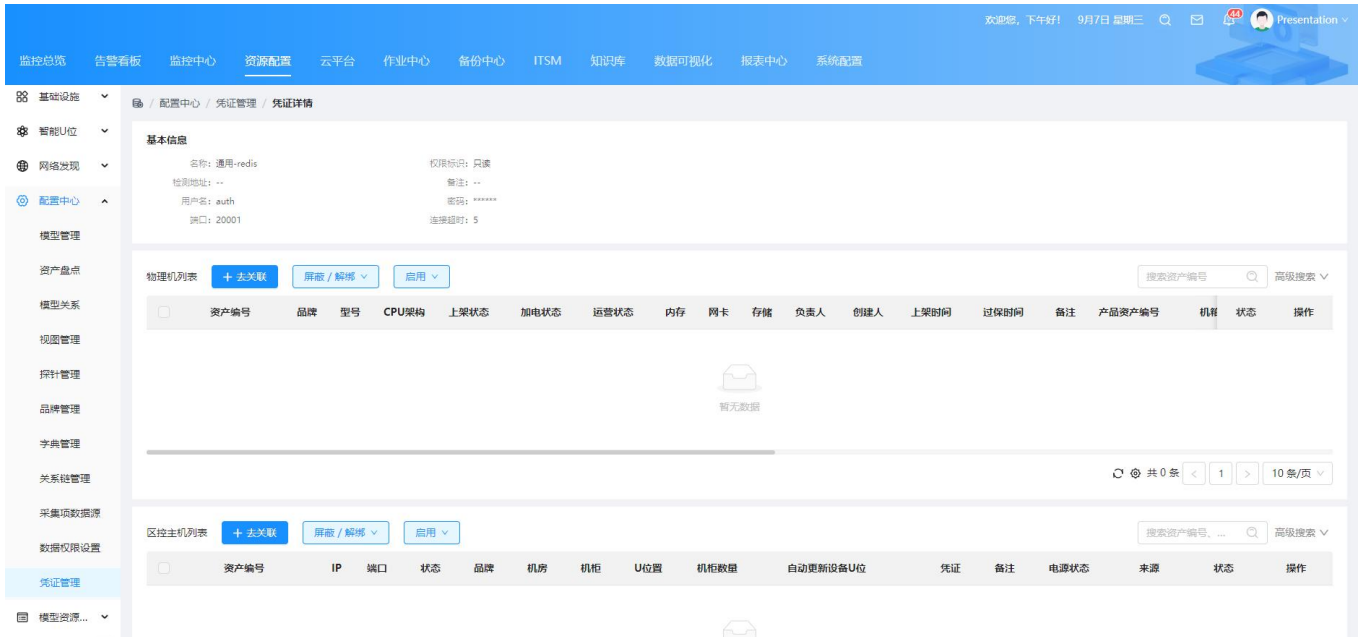 欢迎您，下午好！ 9月7日 星期三 44 Presentation
监控总览 告警看板 监控中心 资源配置 云平台 作业中心 备份中心 ITSM 知识库 数据可视化 报表中心 系统配置
基础设施
智能U位
网络发现
配置中心
模型管理
资产盘点
模型关系
视图管理
探针管理
品牌管理
字典管理
关系链管理
采集项数据源
数据权限设置
凭证管理
模型资源...
/ 配置中心 / 凭证管理 / 凭证详情
基本信息
名称：通用-redis 权限标识：只读
检测地址：-- 备注：--
用户名：auth 密码：******
端口：20001 连接超时：5
物理机列表 + 去关联 屏蔽 / 解绑 启用 搜索资产编号 高级搜索
资产编号 品牌 型号 CPU架构 上架状态 加电状态 运营状态 内存 网卡 存储 负责人 创建人 上架时间 过保时间 备注 产品资产编号 机箱 状态 操作
暂无数据
共 0 条 < 1 > 10 条/页
区控主机列表 + 去关联 屏蔽 / 解绑 启用 搜索资产编号、... 高级搜索
资产编号 IP 端口 状态 品牌 机房 机柜 U位置 机柜数量 自动更新设备U位 凭证 备注 电源状态 来源 状态 操作